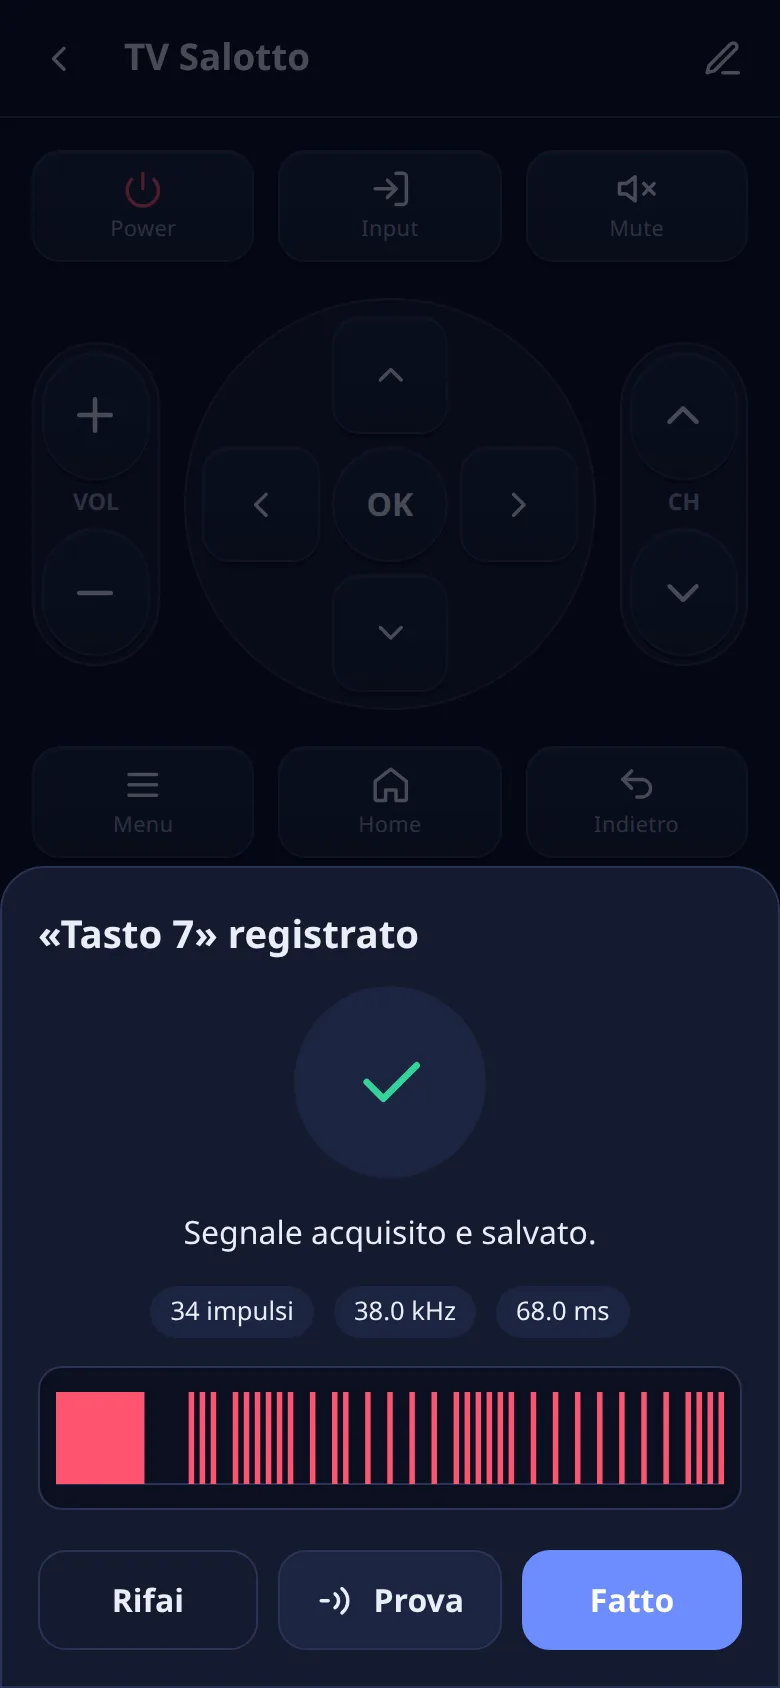 TV Salotto
Power
Input
Mute
VOL
OK
CH
Menu
Home
Indietro
«Tasto 7» registrato
Segnale acquisito e salvato.
34 impulsi
38.0 kHz
68.0 ms
Rifai
Prova
Fatto